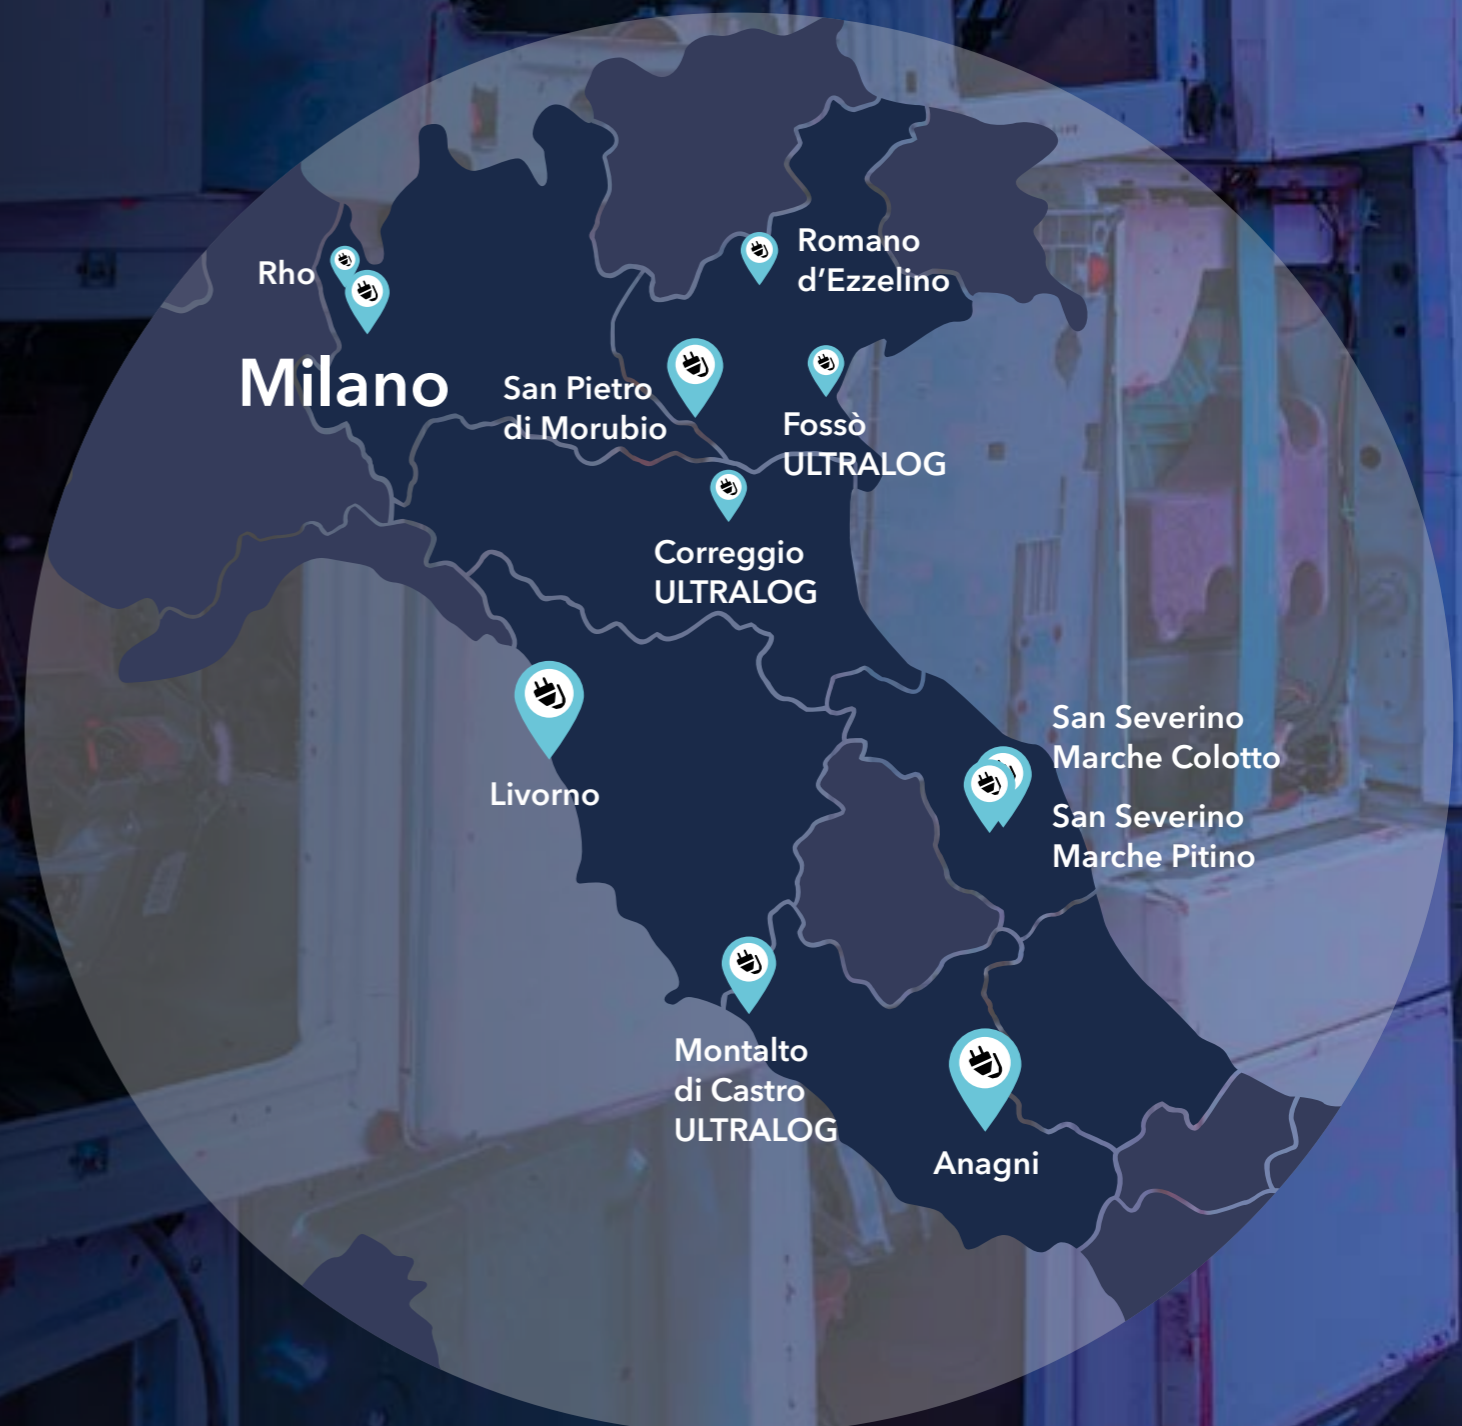 Romano
d’Ezzelino
Rho
Milano
San Pietro
di Morubio
Fossò
ULTRALOG
Correggio
ULTRALOG
San Severino
Marche Colotto
Livorno
San Severino
Marche Pitino
Montalto
di Castro
ULTRALOG
Anagni